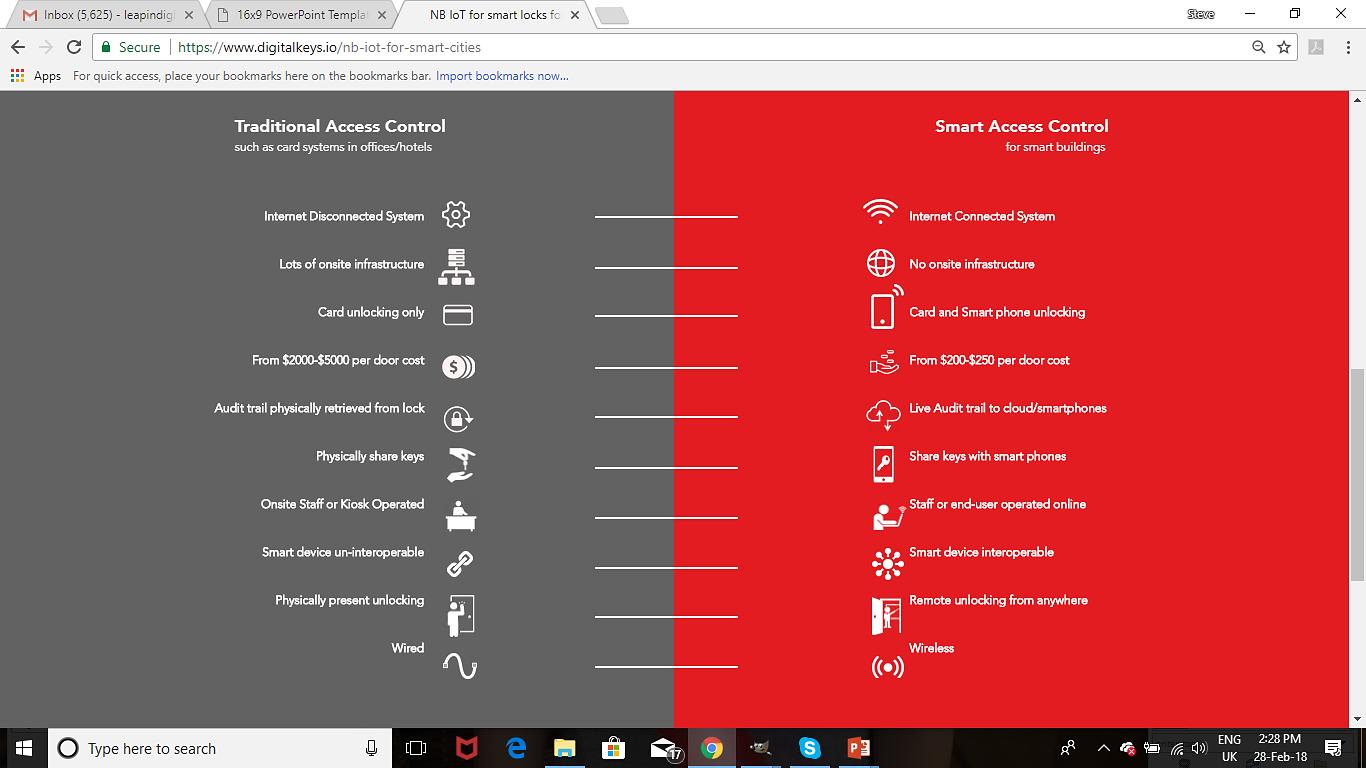 Inbox (5,625) - leapindigi
16x9 PowerPoint Templat
NB IoT for smart locks fo
Steve
Secure
https://www.digitalkeys.io/nb-iot-for-smart-cities
Apps
For quick access, place your bookmarks here on the bookmarks bar. Import bookmarks now...
Traditional Access Control
such as card systems in offices/hotels
Smart Access Control
for smart buildings
Internet Disconnected System
Internet Connected System
Lots of onsite infrastructure
No onsite infrastructure
Card unlocking only
Card and Smart phone unlocking
From $2000-$5000 per door cost
$
From $200-$250 per door cost
Audit trail physically retrieved from lock
Live Audit trail to cloud/smartphones
Physically share keys
Share keys with smart phones
Onsite Staff or Kiosk Operated
Staff or end-user operated online
Smart device un-interoperable
Smart device interoperable
Physically present unlocking
Remote unlocking from anywhere
Wired
Wireless
Type here to search
17
ENG
UK
2:28 PM
28-Feb-18